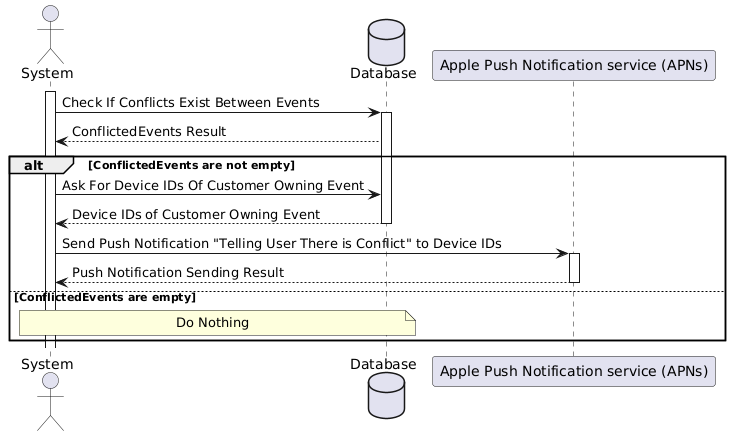 System
Database
Apple Push Notification service (APNs)
Check If Conflicts Exist Between Events
ConflictedEvents Result
alt [ConflictedEvents are not empty]
Ask For Device IDs Of Customer Owning Event
Device IDs of Customer Owning Event
Send Push Notification "Telling User There is Conflict" to Device IDs
Push Notification Sending Result
[ConflictedEvents are empty]
Do Nothing
System
Database
Apple Push Notification service (APNs)